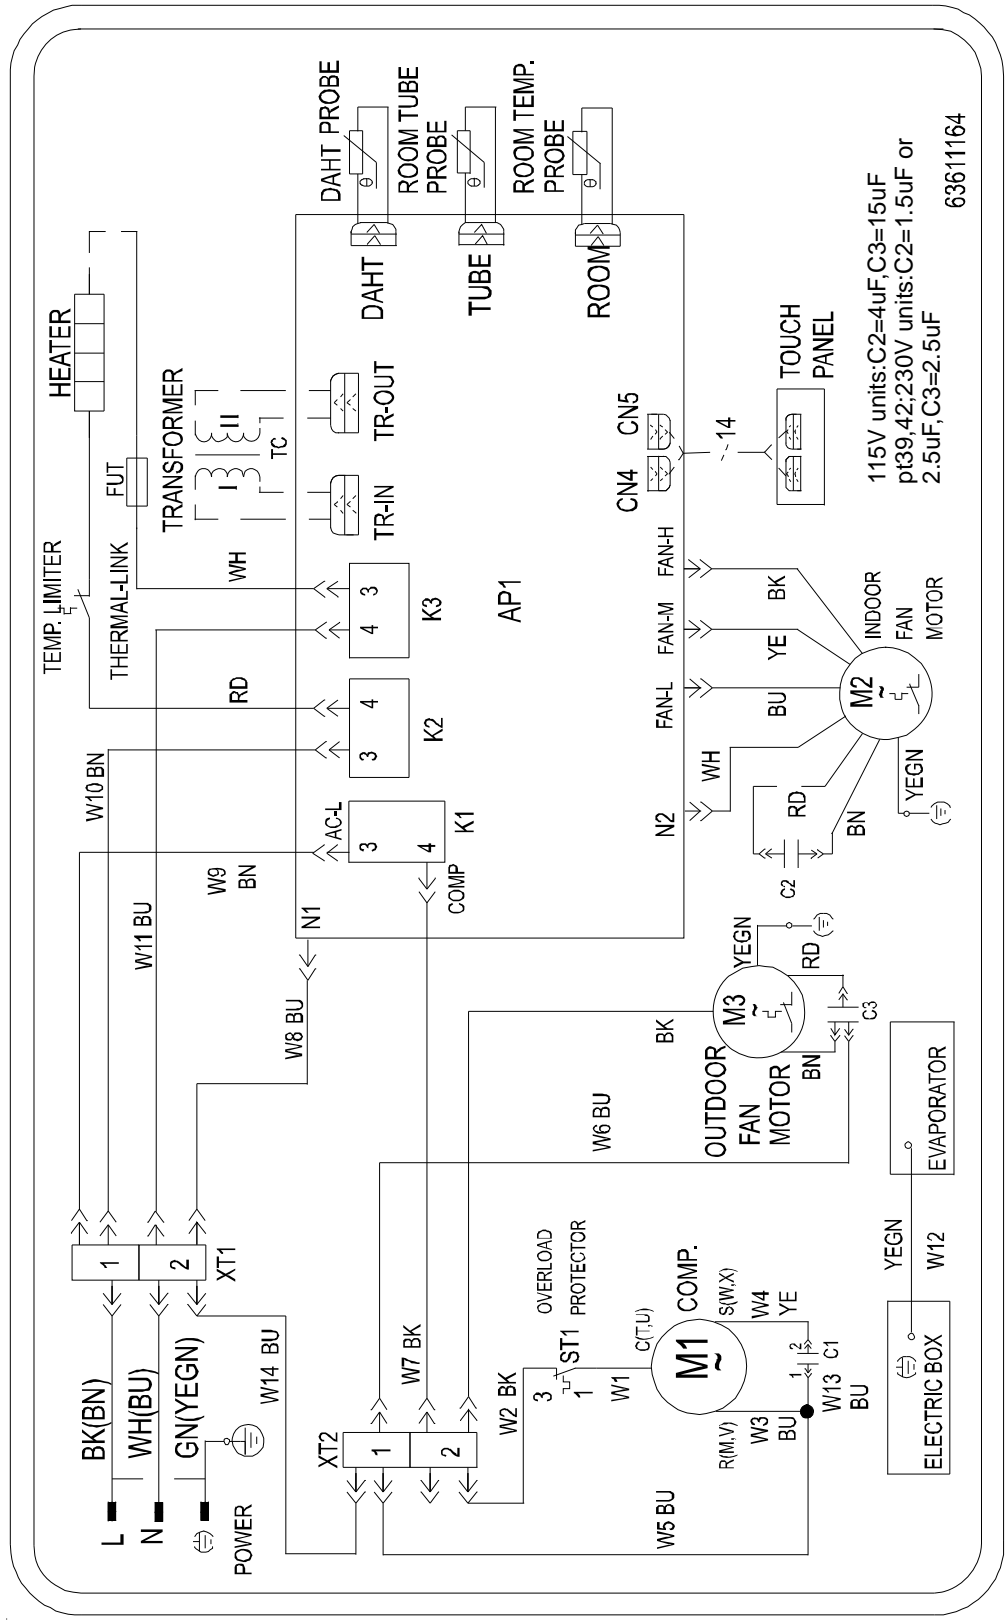 L
N
POWER
BK(BN)
WH(BU)
GN(YEGN)
1
2
XT1
W14 BU
W9
BN
W10 BN
W11 BU
W8 BU
TEMP. LIMITER
THERMAL-LINK
FUT
HEATER
WH
RD
TRANSFORMER
I
II
TC
TR-IN
TR-OUT
AC-L
3
4
K1
COMP
3
4
K2
4
3
K3
N1
AP1
DAHT
DAHT PROBE
TUBE
ROOM TUBE
PROBE
ROOM
ROOM TEMP.
PROBE
N2
FAN-L
FAN-M
FAN-H
CN4
CN5
14
TOUCH
PANEL
WH
BU
YE
BK
RD
BN
C2
M2
~
INDOOR
FAN
MOTOR
YEGN
XT2
1
2
W7 BK
W6 BU
BK
W2 BK
W5 BU
3
1
ST1
OVERLOAD
PROTECTOR
W1
C(T,U)
M1
~
COMP.
S(W,X)
R(M,V)
W3
BU
W4
YE
1
2
C1
W13
BU
OUTDOOR
FAN
MOTOR
M3
~
YEGN
RD
BN
C3
ELECTRIC BOX
YEGN
W12
EVAPORATOR
115V units:C2=4uF,C3=15uF
pt39,42;230V units:C2=1.5uF or
2.5uF,C3=2.5uF
63611164
θ
θ
θ